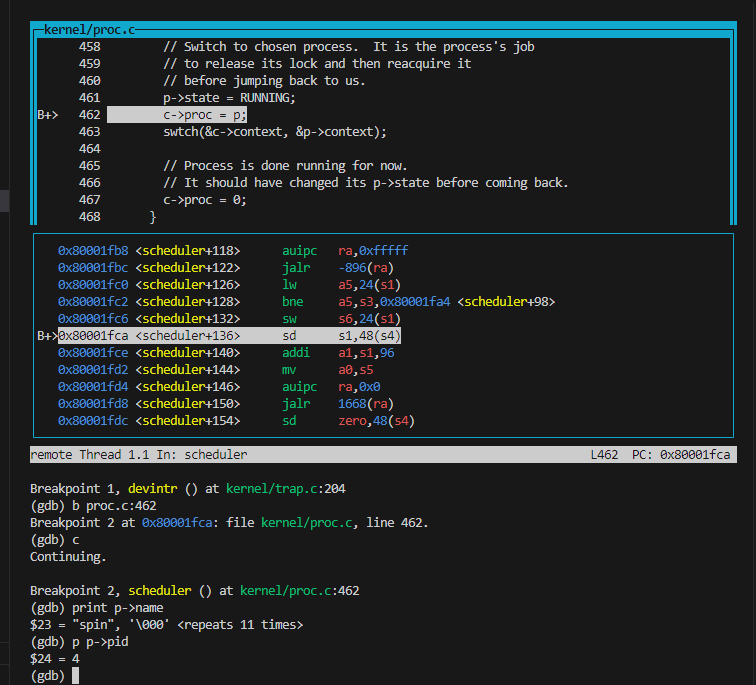 kernel/proc.c
458 // Switch to chosen process.  It is the process's job
459 // to release its lock and then reacquire it
460 // before jumping back to us.
461 p->state = RUNNING;
B+> 462 c->proc = p;
463 swtch(&c->context, &p->context);
464
465 // Process is done running for now.
466 // It should have changed its p->state before coming back.
467 c->proc = 0;
468 }
0x80001fb8 <scheduler+118> auipc ra,0xfffff
0x80001fbc <scheduler+122> jalr -896(ra)
0x80001fc0 <scheduler+126> lw a5,24(s1)
0x80001fc2 <scheduler+128> bne a5,s3,0x80001fa4 <scheduler+98>
0x80001fc6 <scheduler+132> sw s6,24(s1)
B+>0x80001fca <scheduler+136> sd s1,48(s4)
0x80001fce <scheduler+140> addi a1,s1,96
0x80001fd2 <scheduler+144> mv a0,s5
0x80001fd4 <scheduler+146> auipc ra,0x0
0x80001fd8 <scheduler+150> jalr 1668(ra)
0x80001fdc <scheduler+154> sd zero,48(s4)
remote Thread 1.1 In: scheduler L462 PC: 0x80001fca
Breakpoint 1, devintr () at kernel/trap.c:204
(gdb) b proc.c:462
Breakpoint 2 at 0x80001fca: file kernel/proc.c, line 462.
(gdb) c
Continuing.
Breakpoint 2, scheduler () at kernel/proc.c:462
(gdb) print p->name
$23 = "spin", '\000' <repeats 11 times>
(gdb) p p->pid
$24 = 4
(gdb)